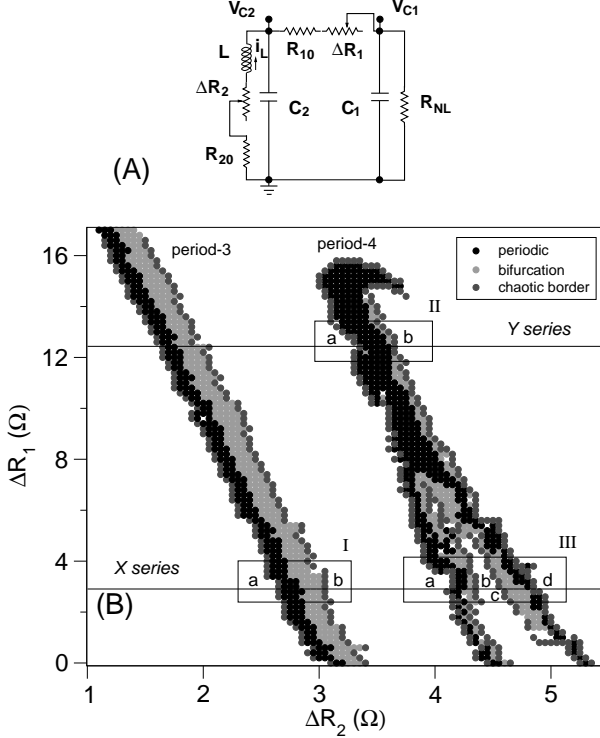 V_C2 V_C1
L i_L R_10 ΔR_1
ΔR_2 C_2 C_1 R_NL
R_20
(A)
16 period-3 period-4 periodic
bifurcation
chaotic border
II
a b Y series
12
ΔR_1 (Ω)
8
4 X series I III
a b a b c d
(B)
0
1 2 3 4 5
ΔR_2 (Ω)